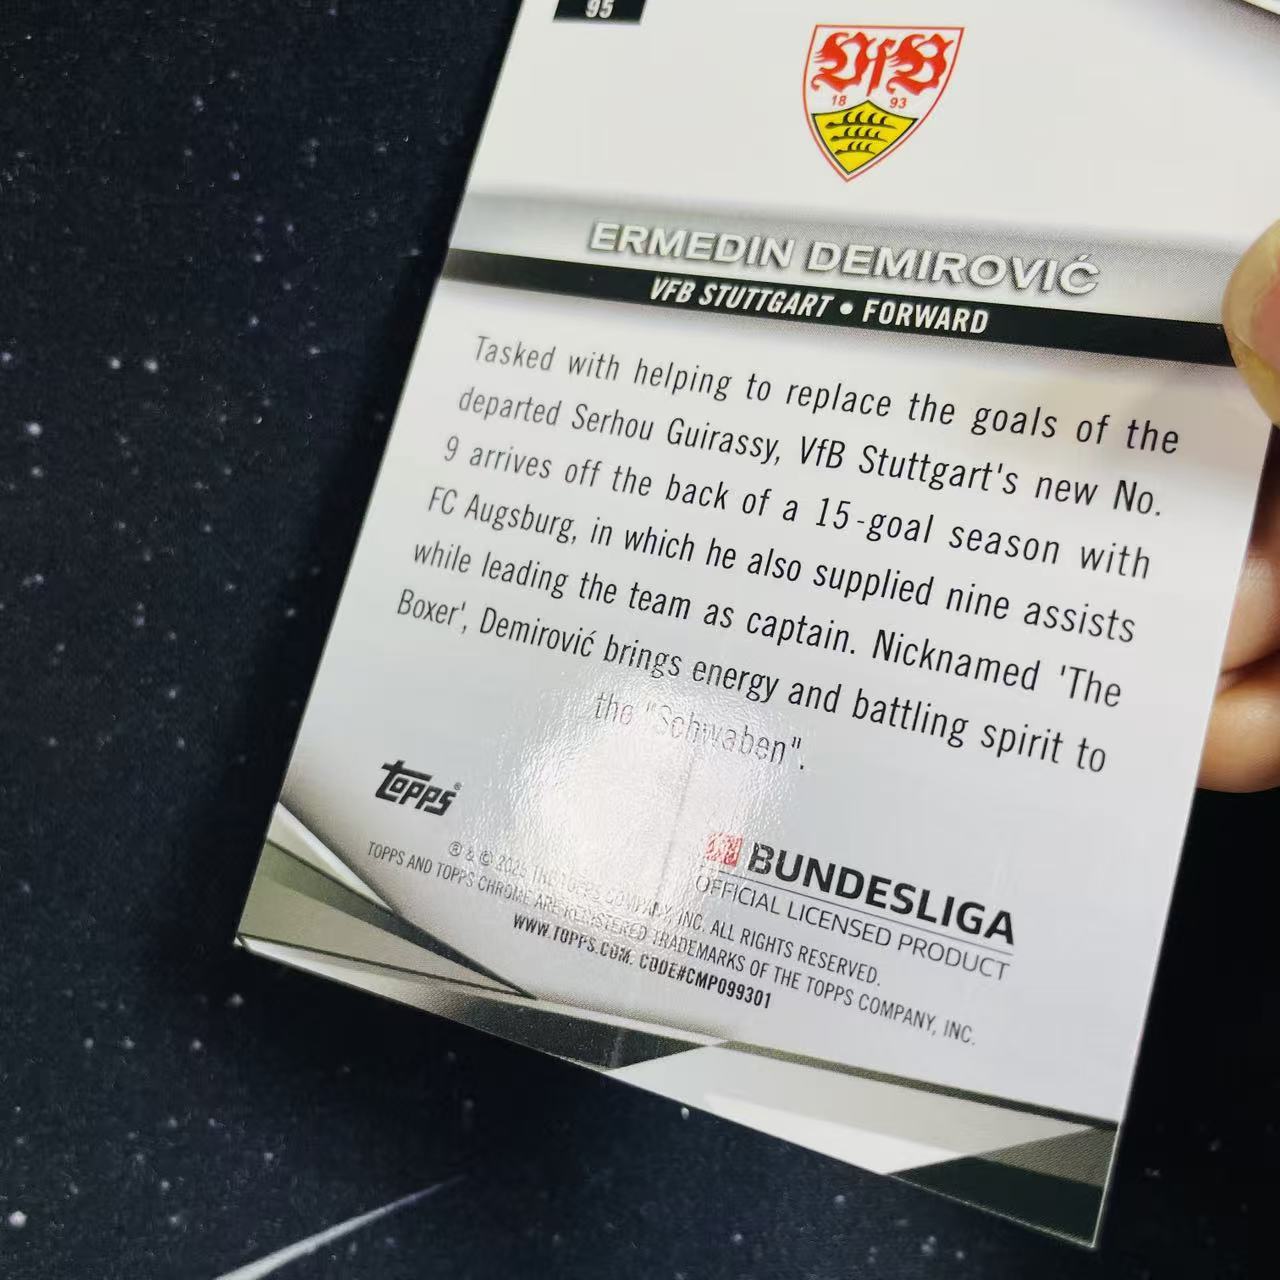 95
VfB
18 93
ERMEDIN DEMIROVIĆ
VFB STUTTGART • FORWARD
Tasked with helping to replace the goals of the
departed Serhou Guirassy, VfB Stuttgart's new No.
9 arrives off the back of a 15-goal season with
FC Augsburg, in which he also supplied nine assists
while leading the team as captain. Nicknamed 'The
Boxer', Demirović brings energy and battling spirit to
the "Schwaben".
topps®
BUNDESLIGA
OFFICIAL LICENSED PRODUCT
® & © 2025 THE TOPPS COMPANY, INC. ALL RIGHTS RESERVED.
TOPPS AND TOPPS CHROME ARE REGISTERED TRADEMARKS OF THE TOPPS COMPANY, INC.
WWW.TOPPS.COM. CODE#CMP099301